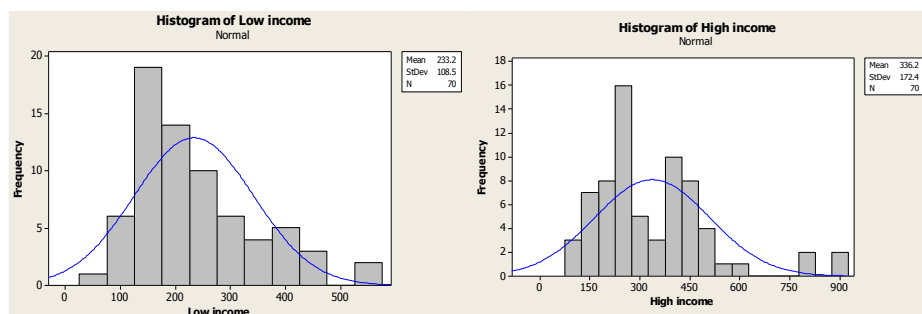 Histogram of Low income
Normal
20
15
10
5
0
Frequency
0 100 200 300 400 500
Low income
Mean 233.2
StDev 108.5
N 70
Histogram of High income
Normal
18
16
14
12
10
8
6
4
2
0
Frequency
0 150 300 450 600 750 900
High income
Mean 336.2
StDev 172.4
N 70